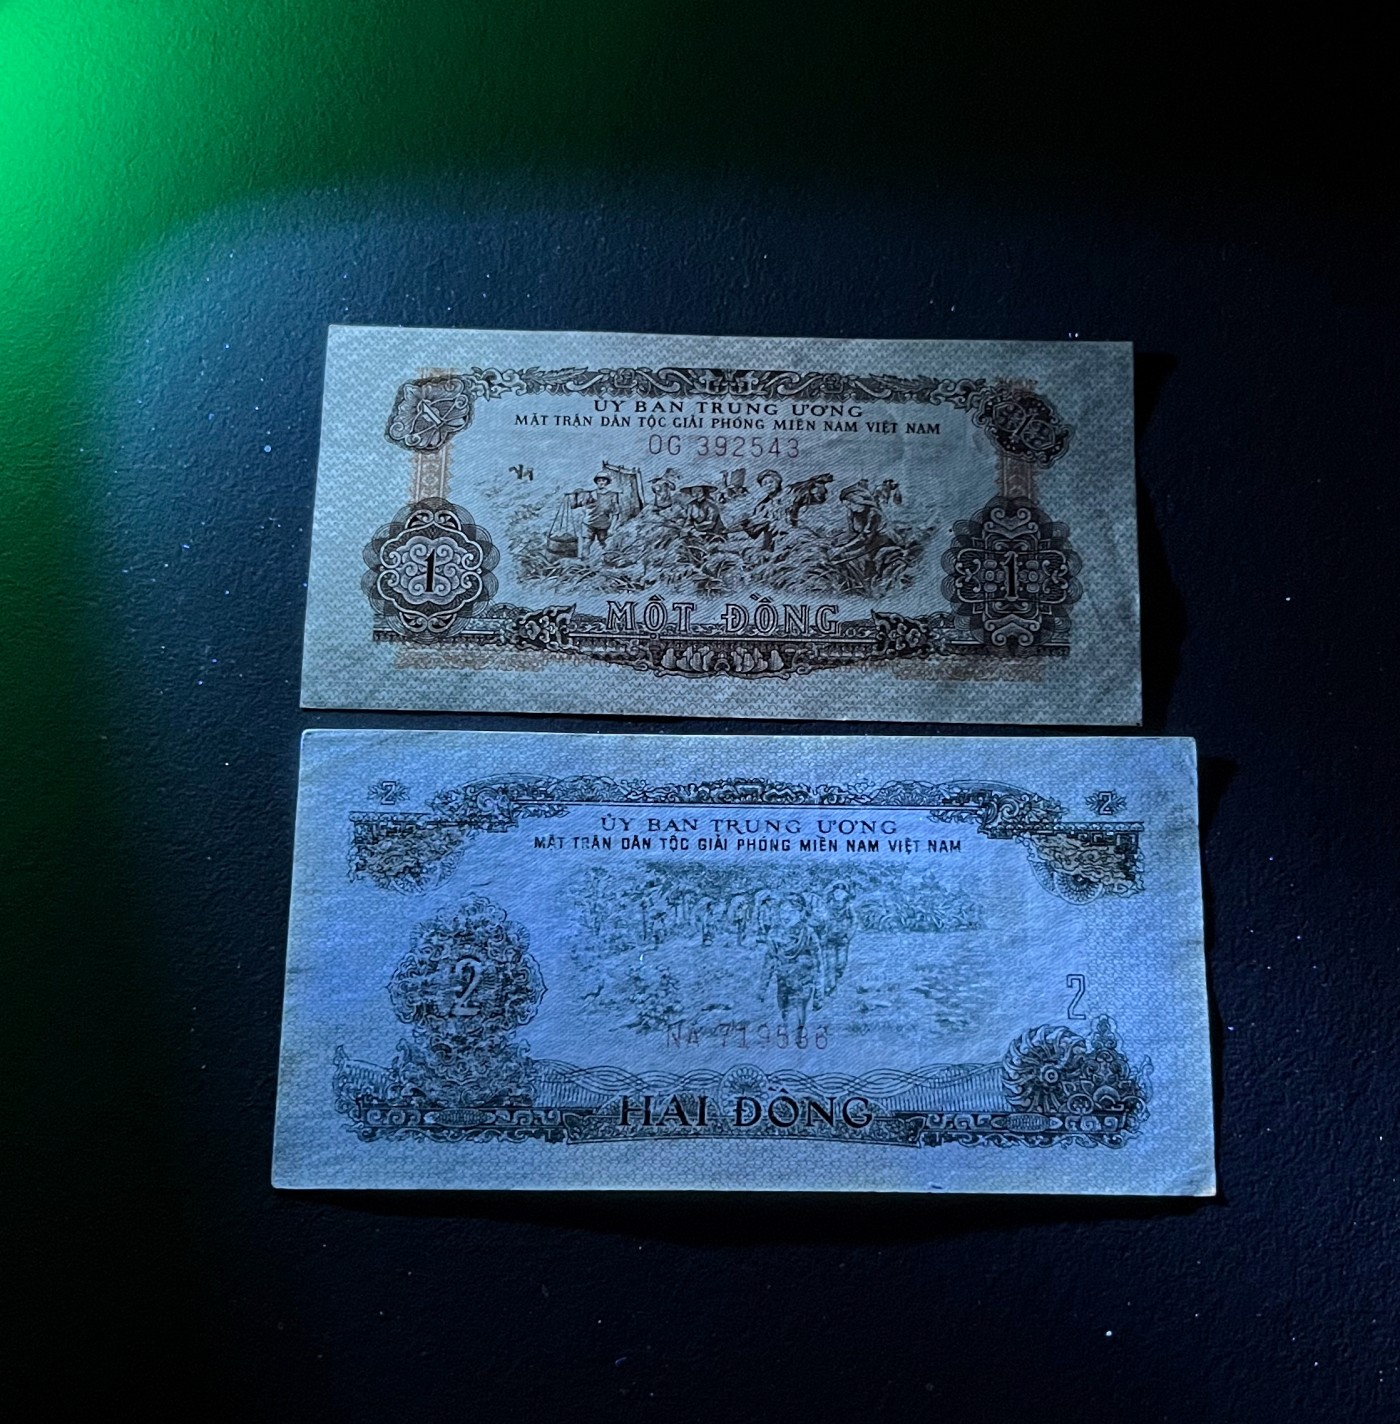 ỦY BAN TRUNG ƯƠNG
MẶT TRẬN DÂN TỘC GIẢI PHÓNG MIỀN NAM VIỆT NAM
OG 392543
1 1
MỘT ĐỒNG
2 2
ỦY BAN TRUNG ƯƠNG
MẶT TRẬN DÂN TỘC GIẢI PHÓNG MIỀN NAM VIỆT NAM
2 2
NA 719586
HAI ĐỒNG